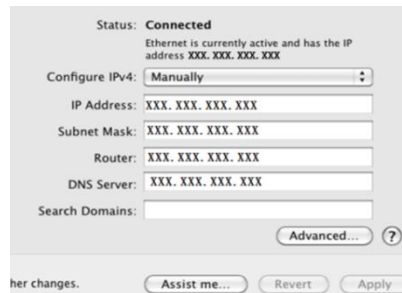 Status: Connected
Ethernet is currently active and has the IP
address XXX. XXX. XXX. XXX
Configure IPv4: Manually
IP Address: XXX. XXX. XXX. XXX
Subnet Mask: XXX. XXX. XXX. XXX
Router: XXX. XXX. XXX. XXX
DNS Server: XXX. XXX. XXX. XXX
Search Domains:
Advanced... ?
her changes. Assist me... Revert Apply